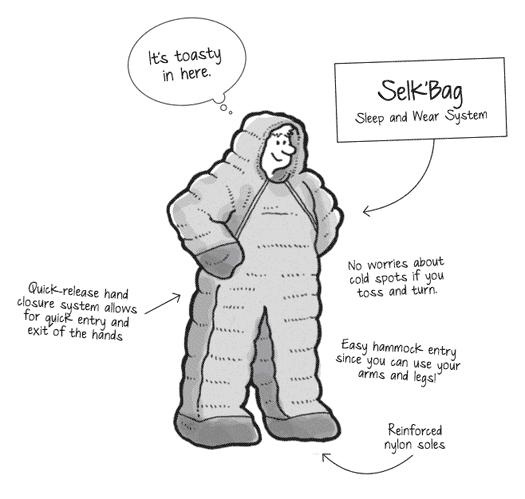 It's toasty
in here.
Selk'Bag
Sleep and Wear System
No worries about
cold spots if you
toss and turn.
Quick-release hand
closure system allows
for quick entry and
exit of the hands
Easy hammock entry
since you can use your
arms and legs!
Reinforced
nylon soles